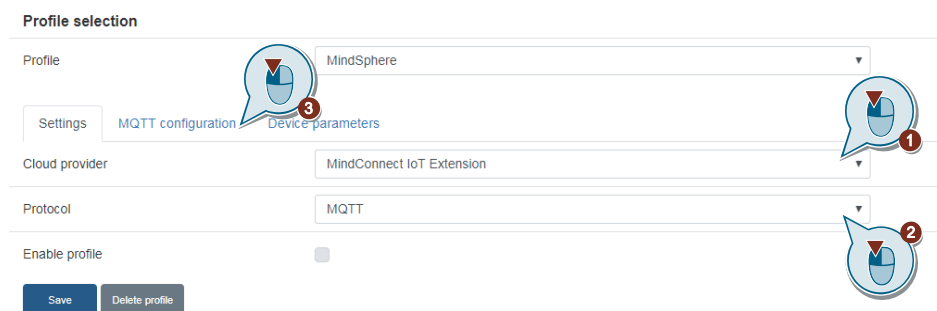 Profile selection
Profile MindSphere
3
Settings MQTT configuration Device parameters
1
Cloud provider MindConnect IoT Extension
Protocol MQTT
2
Enable profile
Save Delete profile